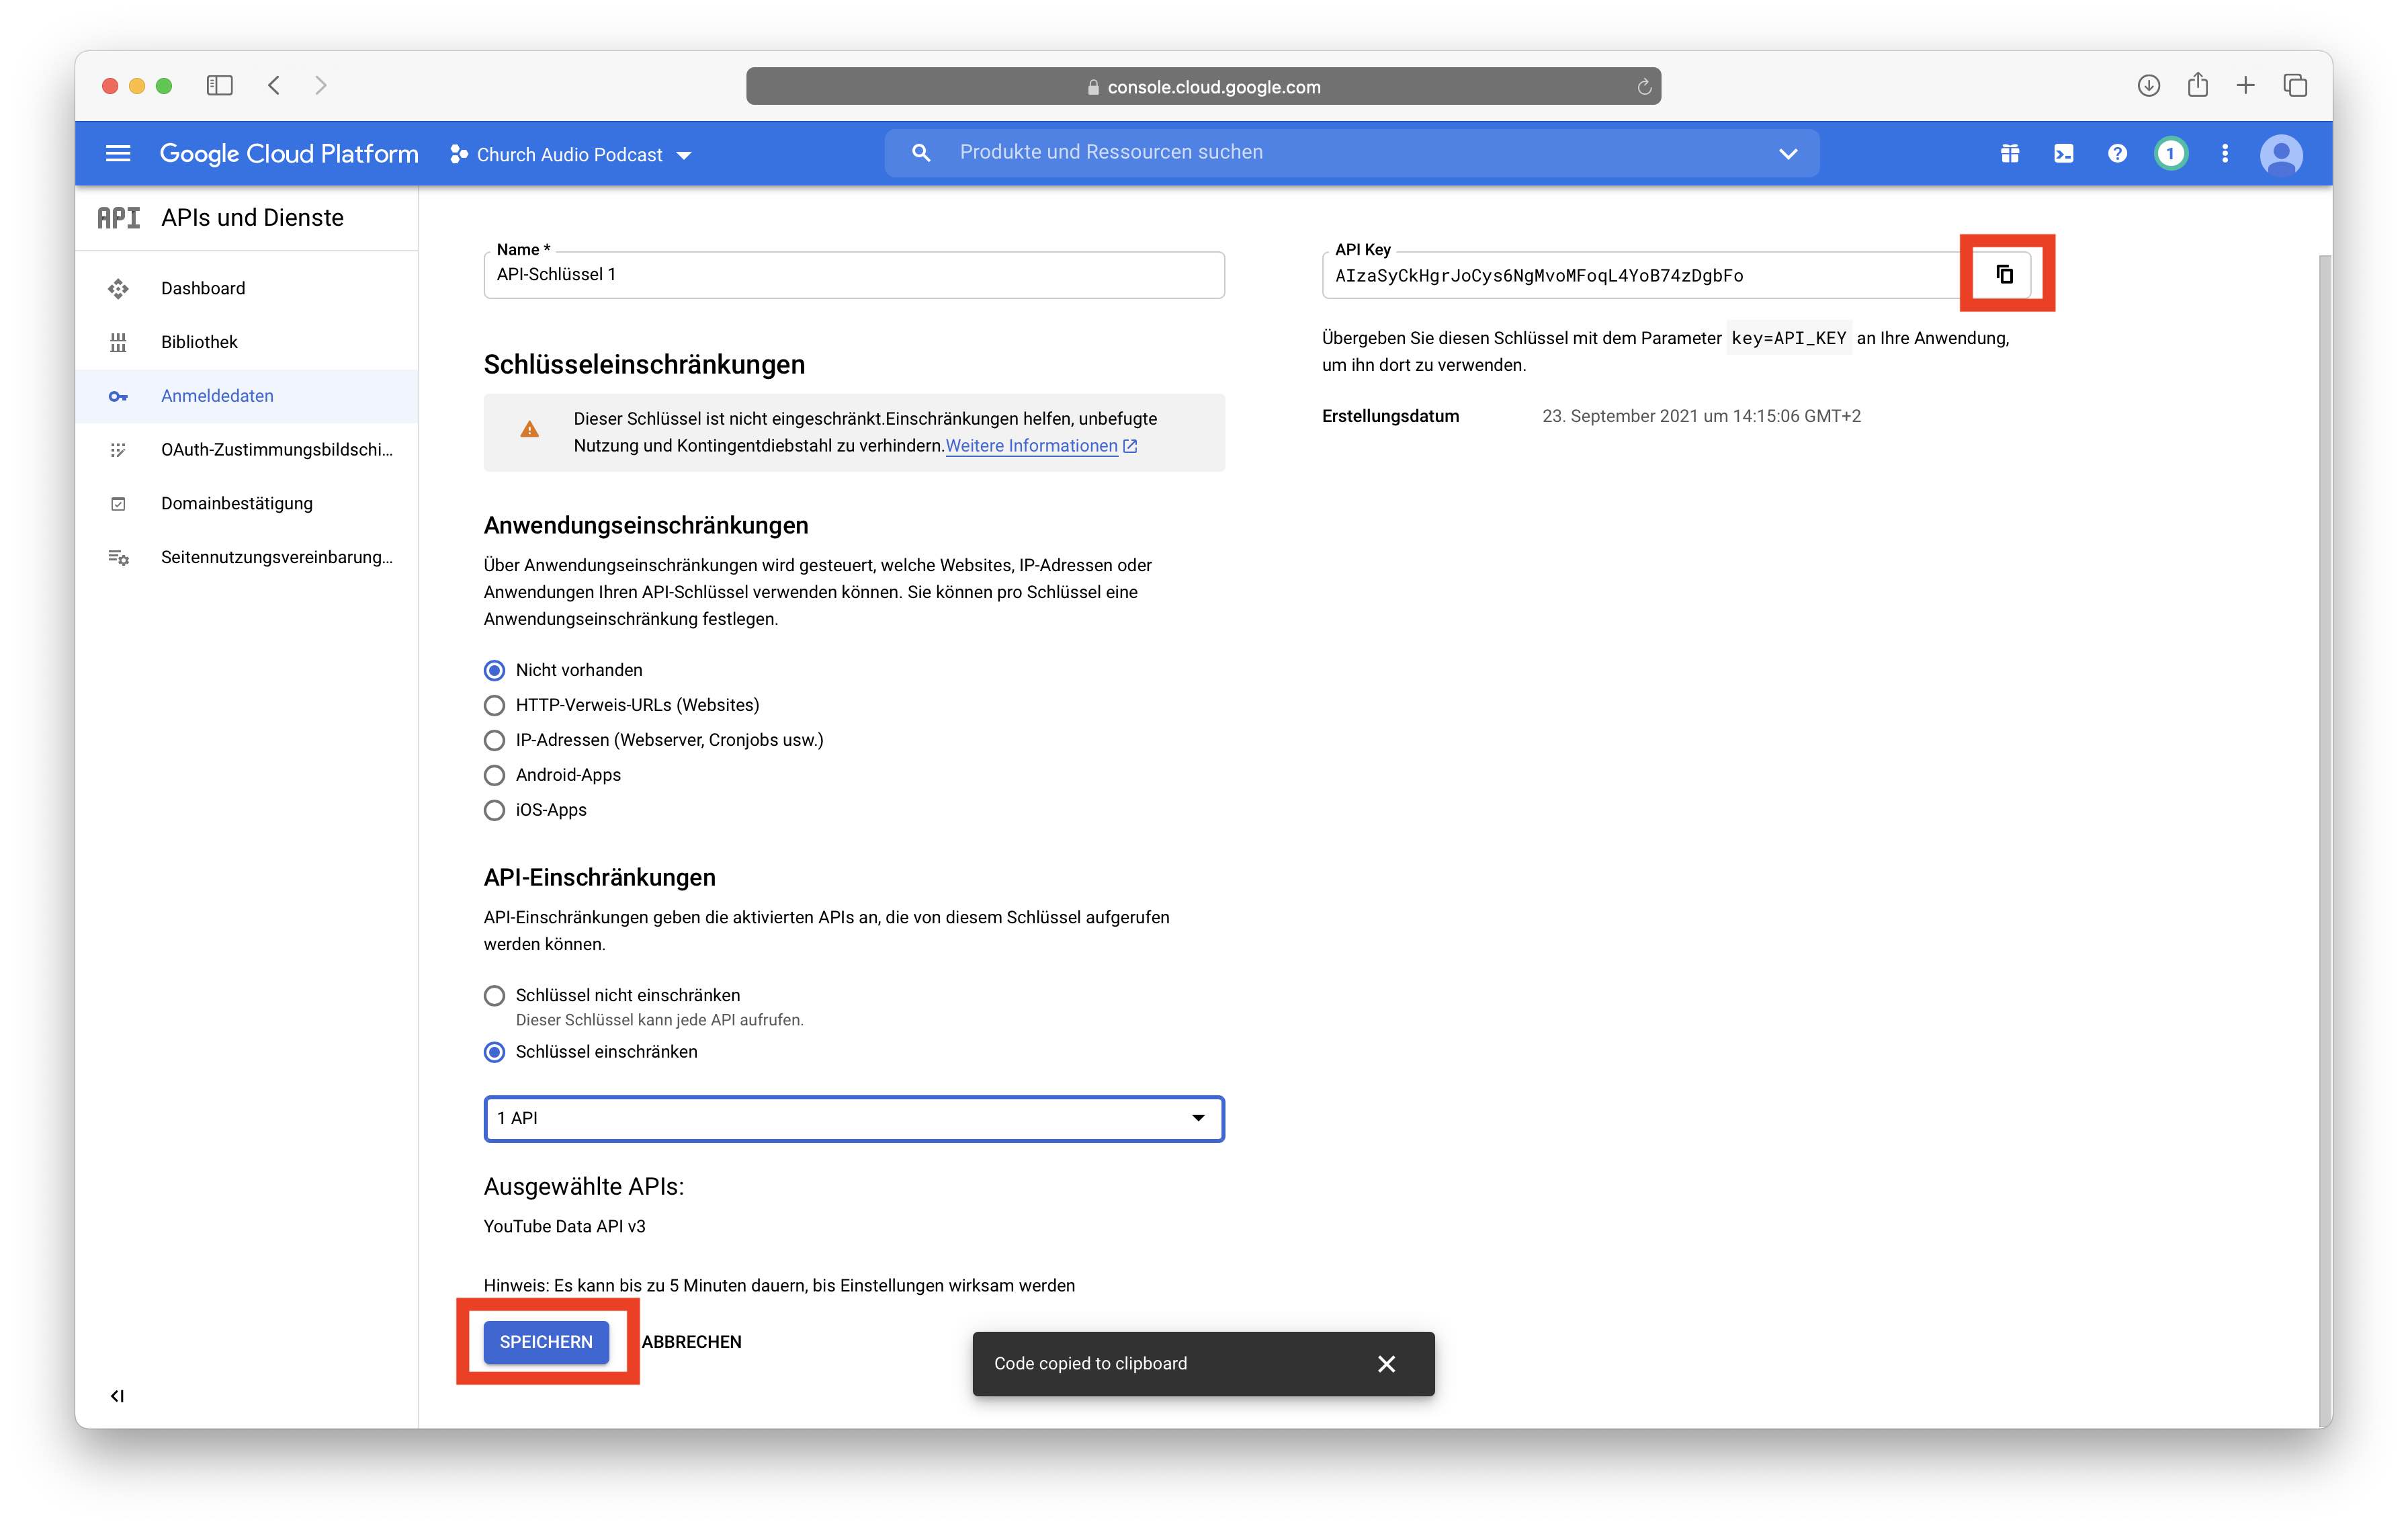 console.cloud.google.com
Google Cloud Platform
Church Audio Podcast
Produkte und Ressourcen suchen
1
API APIs und Dienste
Dashboard
Bibliothek
Anmeldedaten
OAuth-Zustimmungsbildschi...
Domainbestätigung
Seitennutzungsvereinbarung...
Name *
API-Schlüssel 1
Schlüsseleinschränkungen
Dieser Schlüssel ist nicht eingeschränkt.Einschränkungen helfen, unbefugte
Nutzung und Kontingentdiebstahl zu verhindern.Weitere Informationen
Anwendungseinschränkungen
Über Anwendungseinschränkungen wird gesteuert, welche Websites, IP-Adressen oder
Anwendungen Ihren API-Schlüssel verwenden können. Sie können pro Schlüssel eine
Anwendungseinschränkung festlegen.
Nicht vorhanden
HTTP-Verweis-URLs (Websites)
IP-Adressen (Webserver, Cronjobs usw.)
Android-Apps
iOS-Apps
API-Einschränkungen
API-Einschränkungen geben die aktivierten APIs an, die von diesem Schlüssel aufgerufen
werden können.
Schlüssel nicht einschränken
Dieser Schlüssel kann jede API aufrufen.
Schlüssel einschränken
1 API
Ausgewählte APIs:
YouTube Data API v3
Hinweis: Es kann bis zu 5 Minuten dauern, bis Einstellungen wirksam werden
SPEICHERN
ABBRECHEN
API Key
AIzaSyCkHgrJoCys6NgMvoMFoqL4YoB74zDgbFo
Übergeben Sie diesen Schlüssel mit dem Parameter key=API_KEY an Ihre Anwendung,
um ihn dort zu verwenden.
Erstellungsdatum 23. September 2021 um 14:15:06 GMT+2
Code copied to clipboard